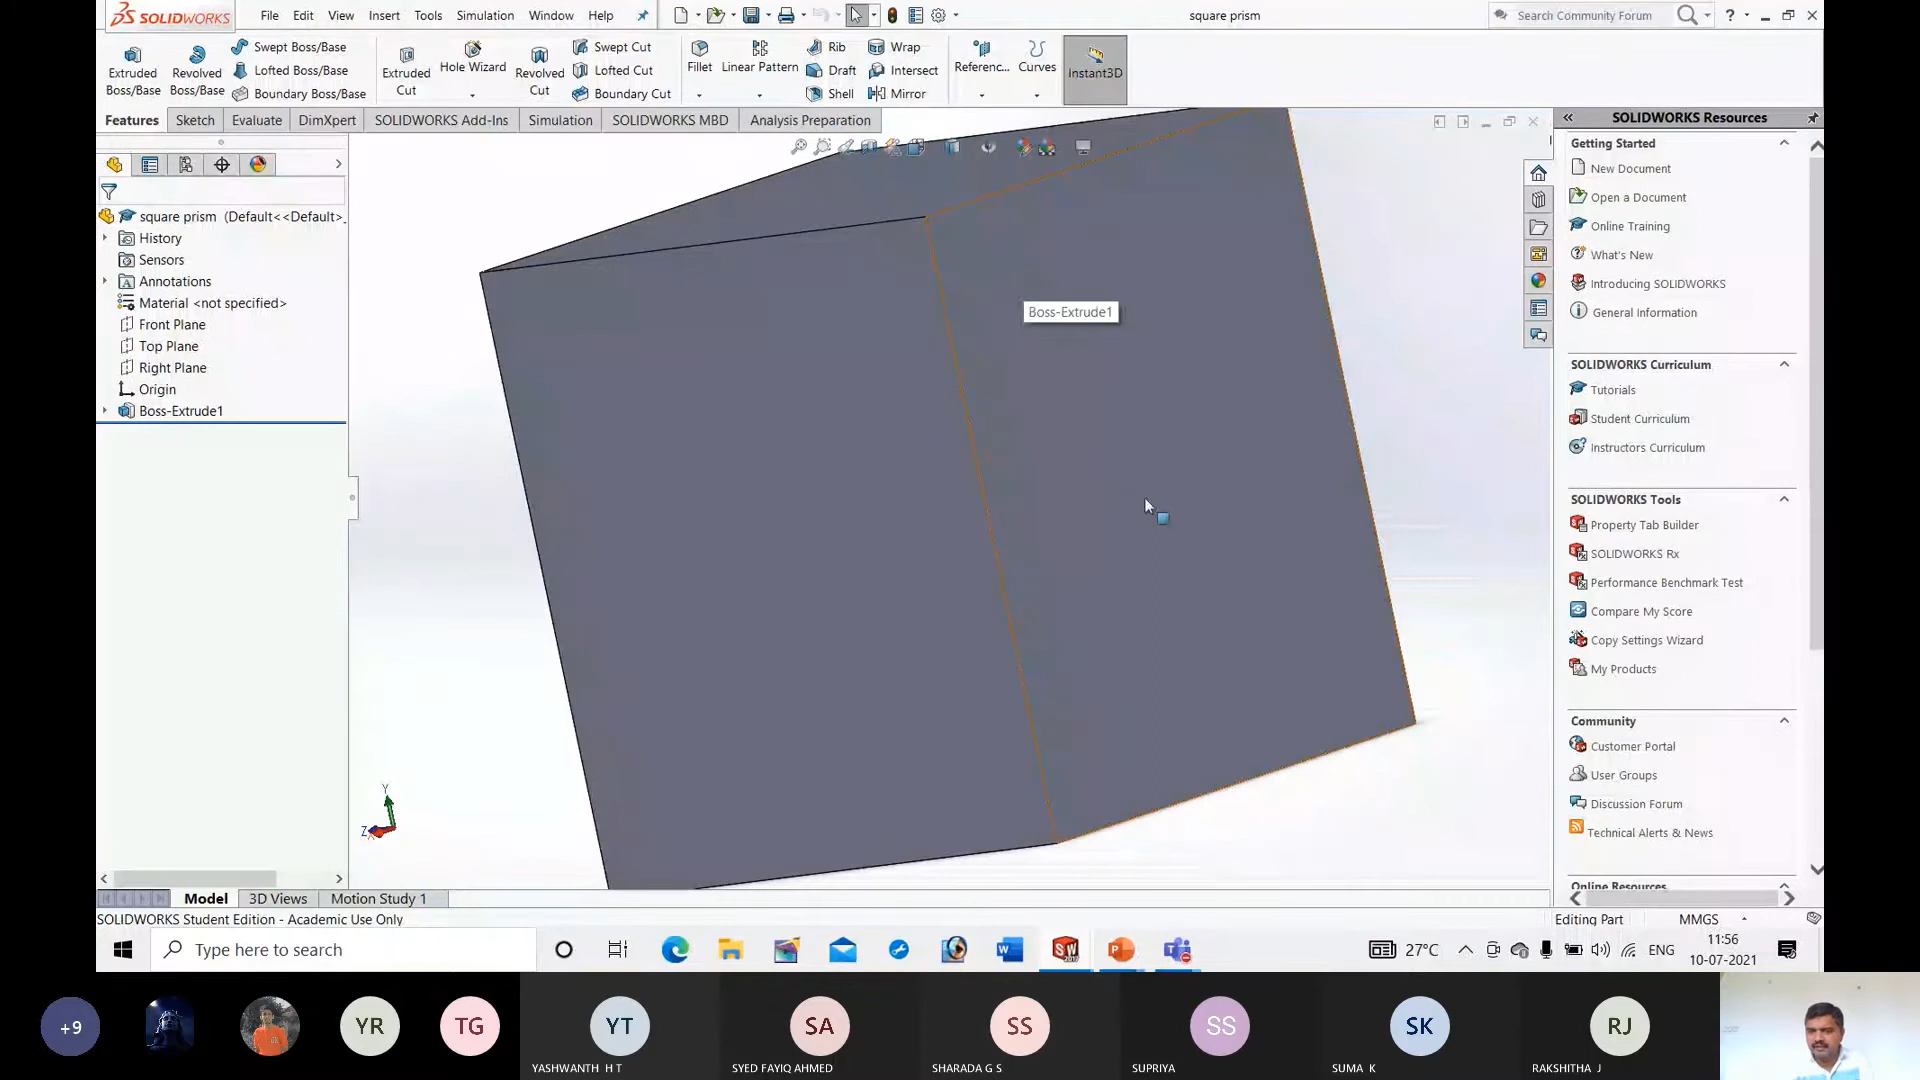 SOLIDWORKS
File Edit View Insert Tools Simulation Window Help
square prism
Search Community Forum
?
Extruded Boss/Base
Revolved Boss/Base
Swept Boss/Base
Lofted Boss/Base
Boundary Boss/Base
Extruded Cut
Hole Wizard
Revolved Cut
Swept Cut
Lofted Cut
Boundary Cut
Fillet
Linear Pattern
Rib
Draft
Shell
Wrap
Intersect
Mirror
Referenc...
Curves
Instant3D
Features Sketch Evaluate DimXpert SOLIDWORKS Add-Ins Simulation SOLIDWORKS MBD Analysis Preparation
square prism (Default<<Default>_
History
Sensors
Annotations
Material <not specified>
Front Plane
Top Plane
Right Plane
Origin
Boss-Extrude1
Boss-Extrude1
Y
Z
SOLIDWORKS Resources
Getting Started
New Document
Open a Document
Online Training
What's New
Introducing SOLIDWORKS
General Information
SOLIDWORKS Curriculum
Tutorials
Student Curriculum
Instructors Curriculum
SOLIDWORKS Tools
Property Tab Builder
SOLIDWORKS Rx
Performance Benchmark Test
Compare My Score
Copy Settings Wizard
My Products
Community
Customer Portal
User Groups
Discussion Forum
Technical Alerts & News
Online Resources
Model 3D Views Motion Study 1
SOLIDWORKS Student Edition - Academic Use Only
Editing Part MMGS
Type here to search
27°C
ENG
11:56
10-07-2021
+9
YR
TG
YT
SA
SS
SS
SK
RJ
YASHWANTH H T
SYED FAYIQ AHMED
SHARADA G S
SUPRIYA
SUMA K
RAKSHITHA J